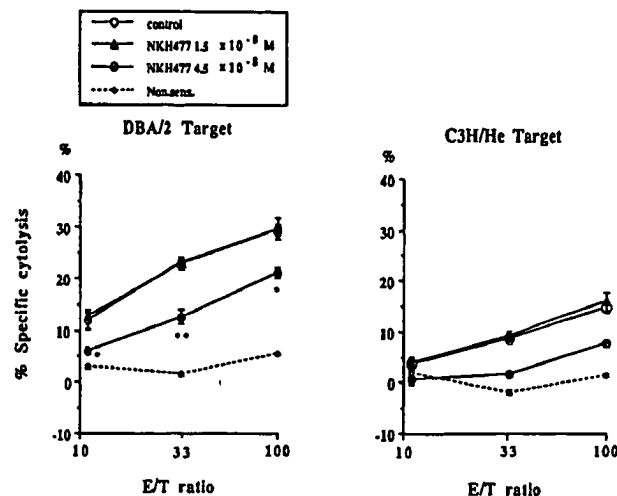 control
NKH477 1.5 x10⁻⁸ M
NKH477 4.5 x10⁻⁸ M
Non.sens.
DBA/2 Target
%
40
30
20
10
0
-10
% Specific cytolysis
10
33
100
E/T ratio
*
**
*
C3H/He Target
%
40
30
20
10
0
-10
10
33
100
E/T ratio